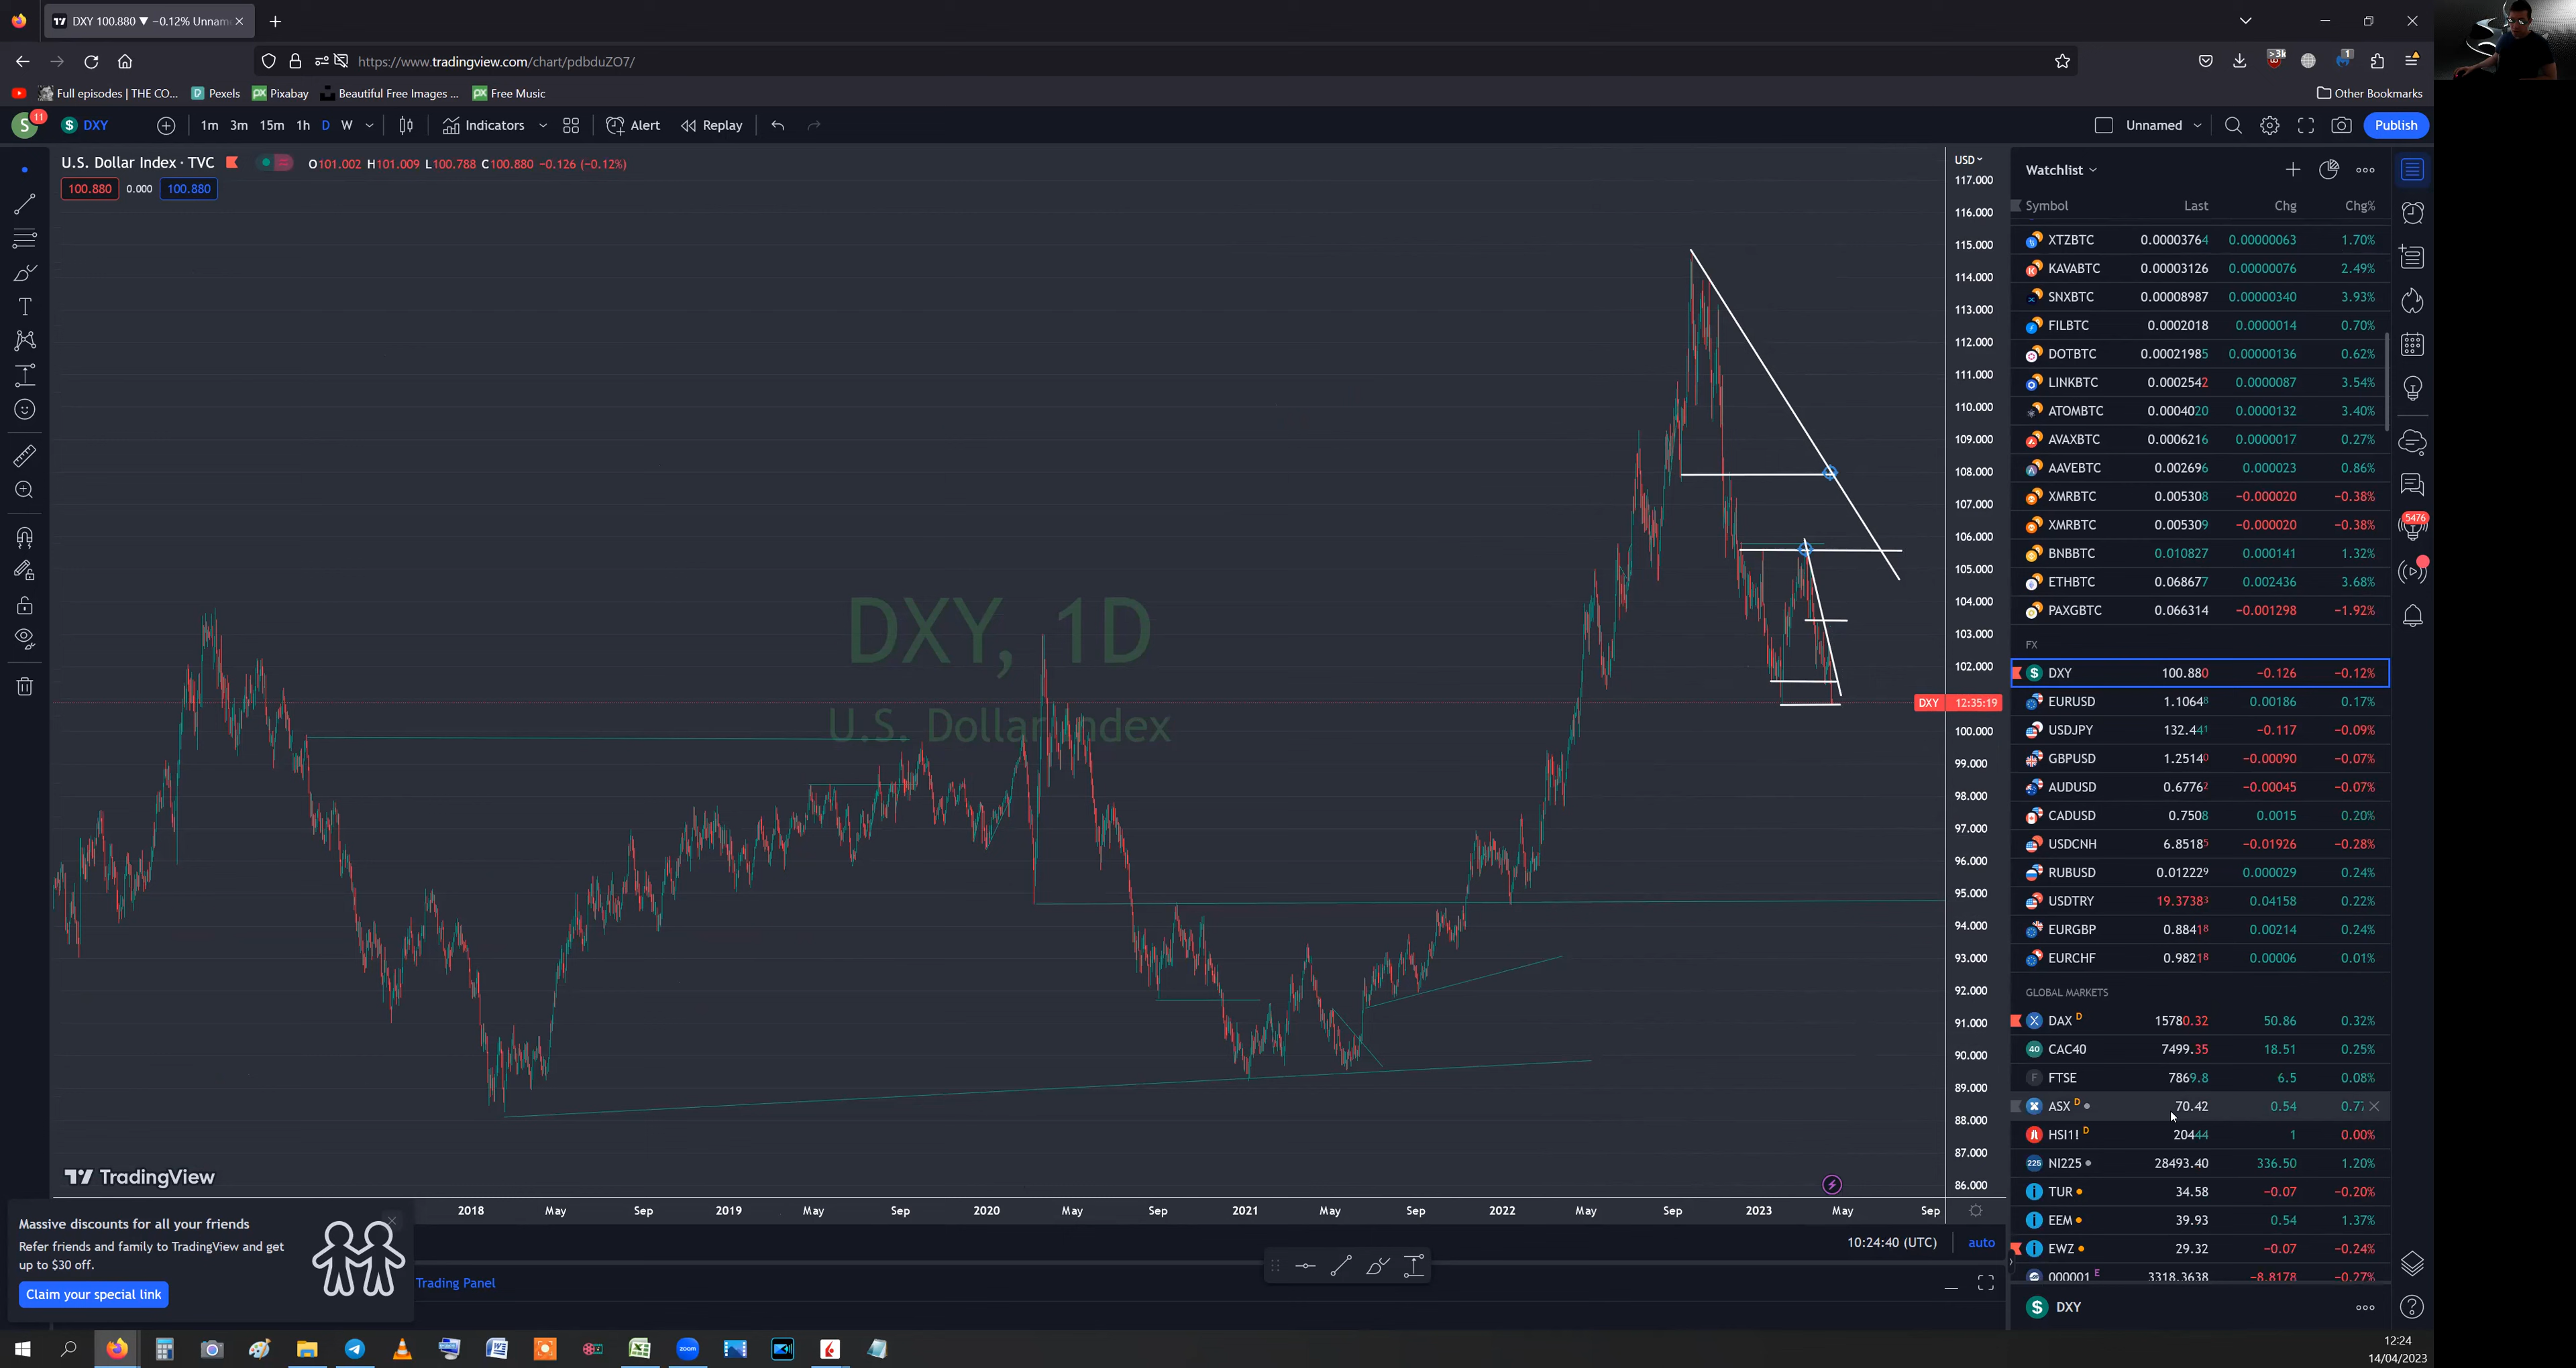 DXY 100.880 ▼ −0.12% Unnam
https://www.tradingview.com/chart/pdbduZO7/
>3k
1
Full episodes | THE CO...
Pexels
Pixabay
Beautiful Free Images ...
Free Music
Other Bookmarks
S 11
DXY
1m 3m 15m 1h D W
Indicators
Alert
Replay
Unnamed
Publish
U.S. Dollar Index · TVC
O101.002 H101.009 L100.788 C100.880 −0.126 (−0.12%)
100.880 0.000 100.880
DXY, 1D
U.S. Dollar Index
USD
117.000
116.000
115.000
114.000
113.000
112.000
111.000
110.000
109.000
108.000
107.000
106.000
105.000
104.000
103.000
102.000
DXY 12:35:19
100.000
99.000
98.000
97.000
96.000
95.000
94.000
93.000
92.000
91.000
90.000
89.000
88.000
87.000
86.000
TradingView
2018 May Sep 2019 May Sep 2020 May Sep 2021 May Sep 2022 May Sep 2023 May Sep
10:24:40 (UTC) auto
Trading Panel
Massive discounts for all your friends
Refer friends and family to TradingView and get
up to $30 off.
Claim your special link
Watchlist
Symbol Last Chg Chg%
XTZBTC 0.00003764 0.00000063 1.70%
KAVABTC 0.00003126 0.00000076 2.49%
SNXBTC 0.00008987 0.00000340 3.93%
FILBTC 0.0002018 0.0000014 0.70%
DOTBTC 0.00021985 0.00000136 0.62%
LINKBTC 0.0002542 0.0000087 3.54%
ATOMBTC 0.0004020 0.0000132 3.40%
AVAXBTC 0.0006216 0.0000017 0.27%
AAVEBTC 0.002696 0.000023 0.86%
XMRBTC 0.005308 −0.000020 −0.38%
XMRBTC 0.005309 −0.000020 −0.38%
BNBBTC 0.010827 0.000141 1.32%
ETHBTC 0.068677 0.002436 3.68%
PAXGBTC 0.066314 −0.001298 −1.92%
FX
DXY 100.880 −0.126 −0.12%
EURUSD 1.10648 0.00186 0.17%
USDJPY 132.441 −0.117 −0.09%
GBPUSD 1.25140 −0.00090 −0.07%
AUDUSD 0.67762 −0.00045 −0.07%
CADUSD 0.7508 0.0015 0.20%
USDCNH 6.85185 −0.01926 −0.28%
RUBUSD 0.012229 0.000029 0.24%
USDTRY 19.37383 0.04158 0.22%
EURGBP 0.88418 0.00214 0.24%
EURCHF 0.98218 0.00006 0.01%
GLOBAL MARKETS
DAX D 15780.32 50.86 0.32%
CAC40 7499.35 18.51 0.25%
FTSE 7869.8 6.5 0.08%
ASX D 70.42 0.54 0.77
HSI1! D 20444 1 0.00%
NI225 28493.40 336.50 1.20%
TUR 34.58 −0.07 −0.20%
EEM 39.93 0.54 1.37%
EWZ 29.32 −0.07 −0.24%
000001 E 3318.3638 −8.8178 −0.27%
DXY
5476
12:24
14/04/2023